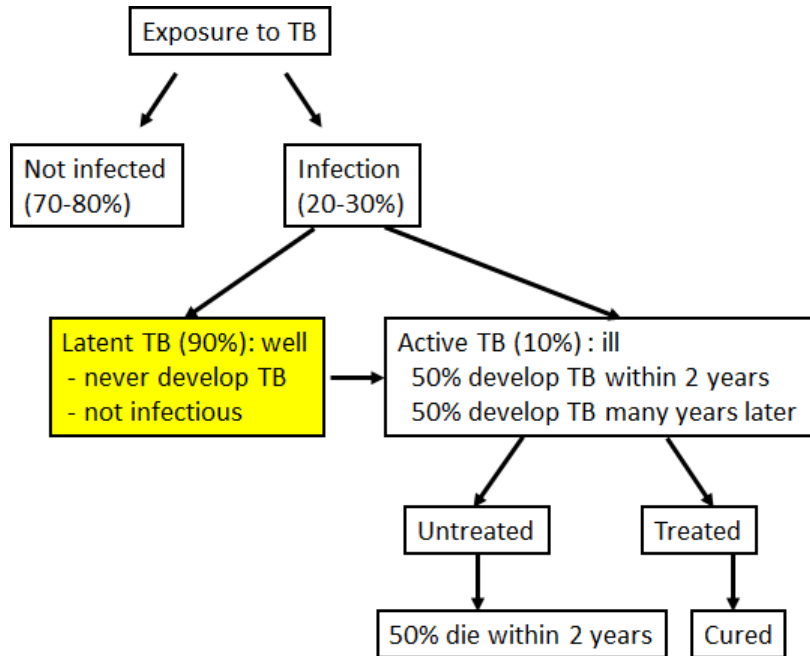 Exposure to TB
Not infected
(70-80%)
Infection
(20-30%)
Latent TB (90%): well
- never develop TB
- not infectious
Active TB (10%) : ill
50% develop TB within 2 years
50% develop TB many years later
Untreated
Treated
50% die within 2 years
Cured